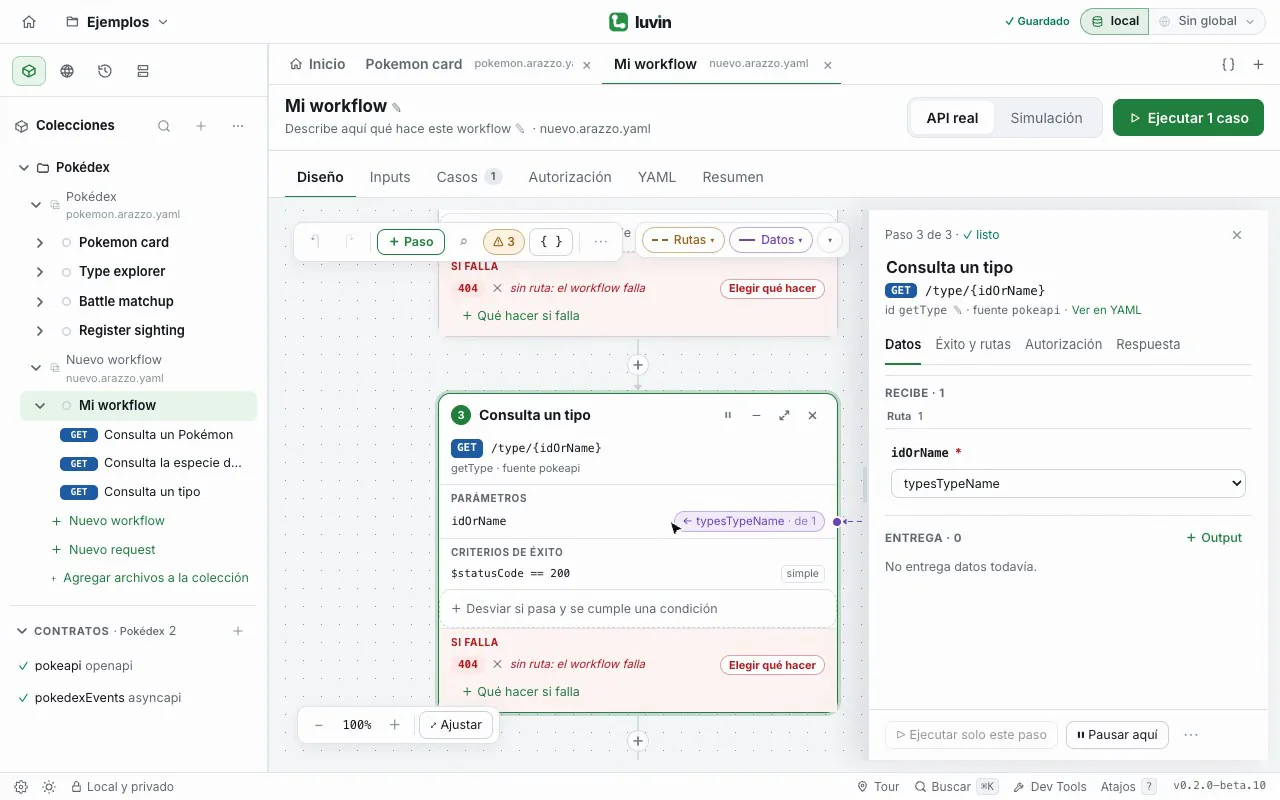 Ejemplos
luvin
✓ Guardado
local
Sin global
Inicio
Pokemon card pokemon.arazzo.y
Mi workflow nuevo.arazzo.yaml
{ }
Colecciones
Pokédex
Pokédex
pokemon.arazzo.yaml
Pokemon card
Type explorer
Battle matchup
Register sighting
Nuevo workflow
nuevo.arazzo.yaml
Mi workflow
GET Consulta un Pokémon
GET Consulta la especie d...
GET Consulta un tipo
+ Nuevo workflow
+ Nuevo request
+ Agregar archivos a la colección
CONTRATOS · Pokédex 2
✓ pokeapi openapi
✓ pokedexEvents asyncapi
Mi workflow
Describe aquí qué hace este workflow · nuevo.arazzo.yaml
API real
Simulación
Ejecutar 1 caso
Diseño
Inputs
Casos 1
Autorización
YAML
Resumen
+ Paso
3
{ }
···
Rutas
Datos
SI FALLA
404 × sin ruta: el workflow falla
Elegir qué hacer
+ Qué hacer si falla
3 Consulta un tipo
GET /type/{idOrName}
getType · fuente pokeapi
PARÁMETROS
idOrName
← typesTypeName · de 1
CRITERIOS DE ÉXITO
$statusCode == 200
simple
+ Desviar si pasa y se cumple una condición
SI FALLA
404 × sin ruta: el workflow falla
Elegir qué hacer
+ Qué hacer si falla
− 100% +
Ajustar
Paso 3 de 3 · ✓ listo
Consulta un tipo
GET /type/{idOrName}
id getType · fuente pokeapi · Ver en YAML
Datos
Éxito y rutas
Autorización
Respuesta
RECIBE · 1
Ruta 1
idOrName *
typesTypeName
ENTREGA · 0
+ Output
No entrega datos todavía.
Ejecutar solo este paso
Pausar aquí
···
Local y privado
Tour
Buscar ⌘K
Dev Tools
Atajos ?
v0.2.0-beta.10